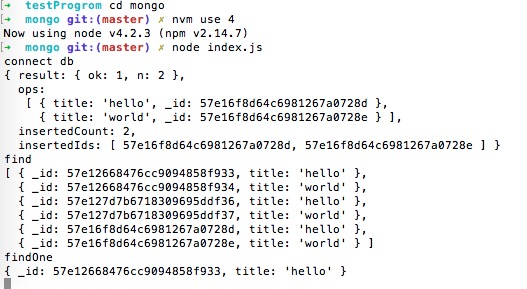 ➜ testProgrom cd mongo
➜ mongo git:(master) ✗ nvm use 4
Now using node v4.2.3 (npm v2.14.7)
➜ mongo git:(master) ✗ node index.js
connect db
{ result: { ok: 1, n: 2 },
  ops:
   [ { title: 'hello', _id: 57e16f8d64c6981267a0728d },
     { title: 'world', _id: 57e16f8d64c6981267a0728e } ],
  insertedCount: 2,
  insertedIds: [ 57e16f8d64c6981267a0728d, 57e16f8d64c6981267a0728e ] }
find
[ { _id: 57e12668476cc9094858f933, title: 'hello' },
  { _id: 57e12668476cc9094858f934, title: 'world' },
  { _id: 57e127d7b6718309695ddf36, title: 'hello' },
  { _id: 57e127d7b6718309695ddf37, title: 'world' },
  { _id: 57e16f8d64c6981267a0728d, title: 'hello' },
  { _id: 57e16f8d64c6981267a0728e, title: 'world' } ]
findOne
{ _id: 57e12668476cc9094858f933, title: 'hello' }